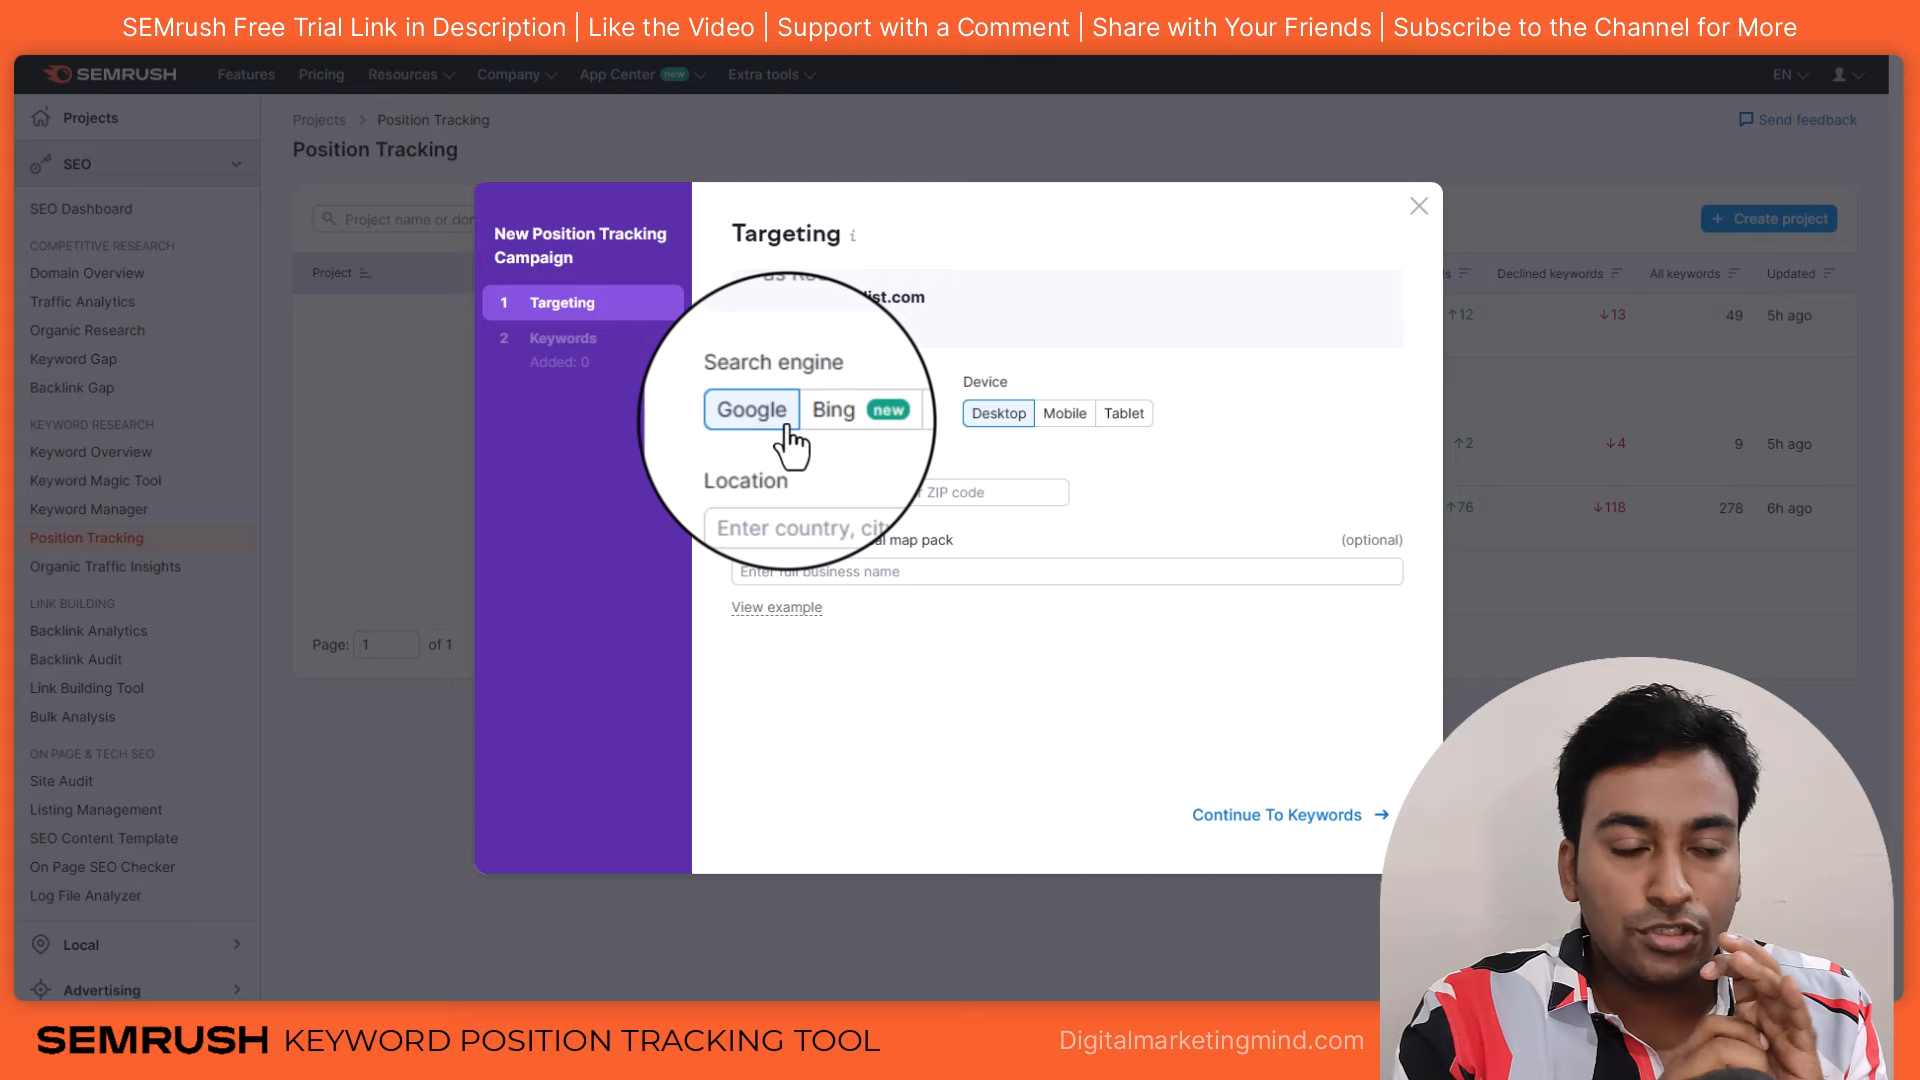 SEMrush Free Trial Link in Description | Like the Video | Support with a Comment | Share with Your Friends | Subscribe to the Channel for More
SEMRUSH Features Pricing Resources Company App Center new Extra tools EN
Projects
SEO
SEO Dashboard
COMPETITIVE RESEARCH
Domain Overview
Traffic Analytics
Organic Research
Keyword Gap
Backlink Gap
KEYWORD RESEARCH
Keyword Overview
Keyword Magic Tool
Keyword Manager
Position Tracking
Organic Traffic Insights
LINK BUILDING
Backlink Analytics
Backlink Audit
Link Building Tool
Bulk Analysis
ON PAGE & TECH SEO
Site Audit
Listing Management
SEO Content Template
On Page SEO Checker
Log File Analyzer
Local
Advertising
Projects > Position Tracking
Send feedback
Position Tracking
Project name or
+ Create project
Project
Declined keywords All keywords Updated
↑12 ↓13 49 5h ago
↑2 ↓4 9 5h ago
↑76 ↓118 278 6h ago
Page: 1 of 1
New Position Tracking
Campaign
1 Targeting
2 Keywords
Added: 0
Targeting i
list.com
Search engine
Google Bing new
Device
Desktop Mobile Tablet
Location
Enter country, ZIP code
map pack (optional)
Enter full business name
View example
Continue To Keywords →
SEMRUSH KEYWORD POSITION TRACKING TOOL
Digitalmarketingmind.com